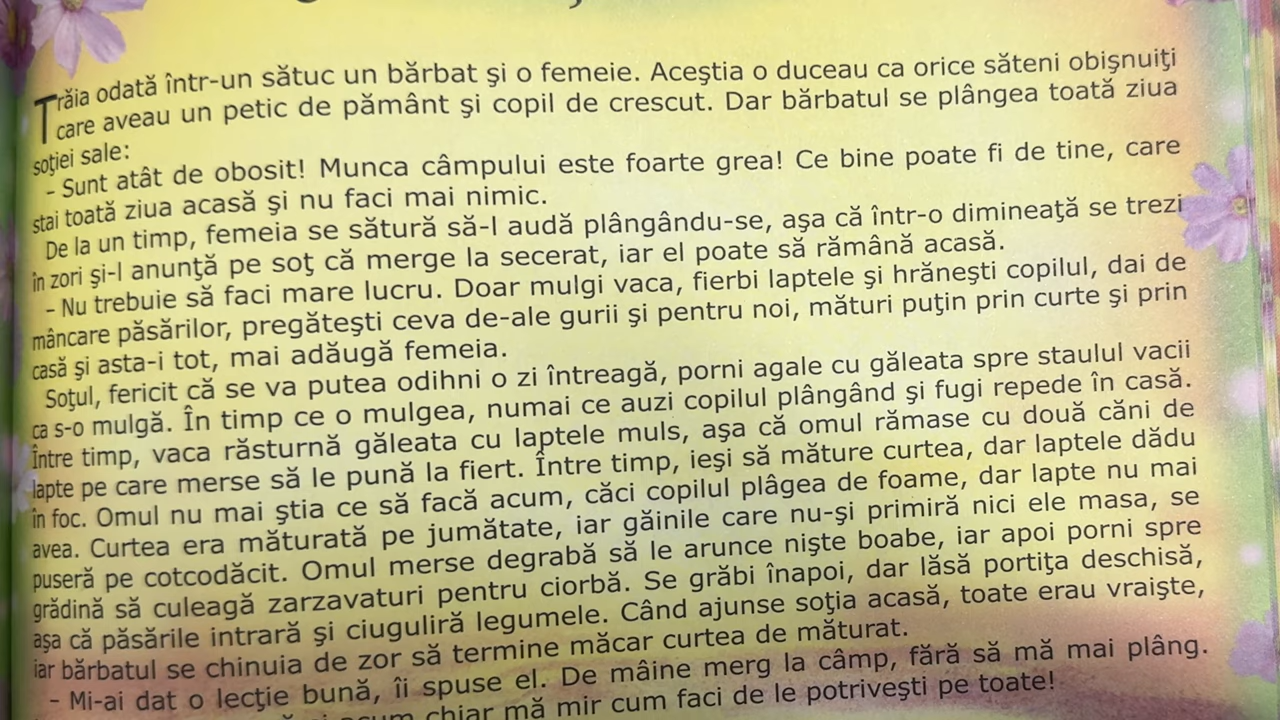 Trăia odată într-un sătuc un bărbat şi o femeie. Aceştia o duceau ca orice săteni obişnuiţi
care aveau un petic de pământ şi copil de crescut. Dar bărbatul se plângea toată ziua
soţiei sale:
- Sunt atât de obosit! Munca câmpului este foarte grea! Ce bine poate fi de tine, care
stai toată ziua acasă şi nu faci mai nimic.
De la un timp, femeia se sătură să-l audă plângându-se, aşa că într-o dimineaţă se trezi
în zori şi-l anunţă pe soţ că merge la secerat, iar el poate să rămână acasă.
- Nu trebuie să faci mare lucru. Doar mulgi vaca, fierbi laptele şi hrăneşti copilul, dai de
mâncare păsărilor, pregăteşti ceva de-ale gurii şi pentru noi, mături puţin prin curte şi prin
casă şi asta-i tot, mai adăugă femeia.
Soţul, fericit că se va putea odihni o zi întreagă, porni agale cu găleata spre staulul vacii
ca s-o mulgă. În timp ce o mulgea, numai ce auzi copilul plângând şi fugi repede în casă.
Între timp, vaca răsturnă găleata cu laptele muls, aşa că omul rămase cu două căni de
lapte pe care merse să le pună la fiert. Între timp, ieşi să măture curtea, dar laptele dădu
în foc. Omul nu mai ştia ce să facă acum, căci copilul plâgea de foame, dar lapte nu mai
avea. Curtea era măturată pe jumătate, iar găinile care nu-şi primiră nici ele masa, se
puseră pe cotcodăcit. Omul merse degrabă să le arunce nişte boabe, iar apoi porni spre
grădină să culeagă zarzavaturi pentru ciorbă. Se grăbi înapoi, dar lăsă portiţa deschisă,
aşa că păsările intrară şi ciuguliră legumele. Când ajunse soţia acasă, toate erau vraişte,
iar bărbatul se chinuia de zor să termine măcar curtea de măturat.
- Mi-ai dat o lecţie bună, îi spuse el. De mâine merg la câmp, fără să mă mai plâng.
acum chiar mă mir cum faci de le potriveşti pe toate!